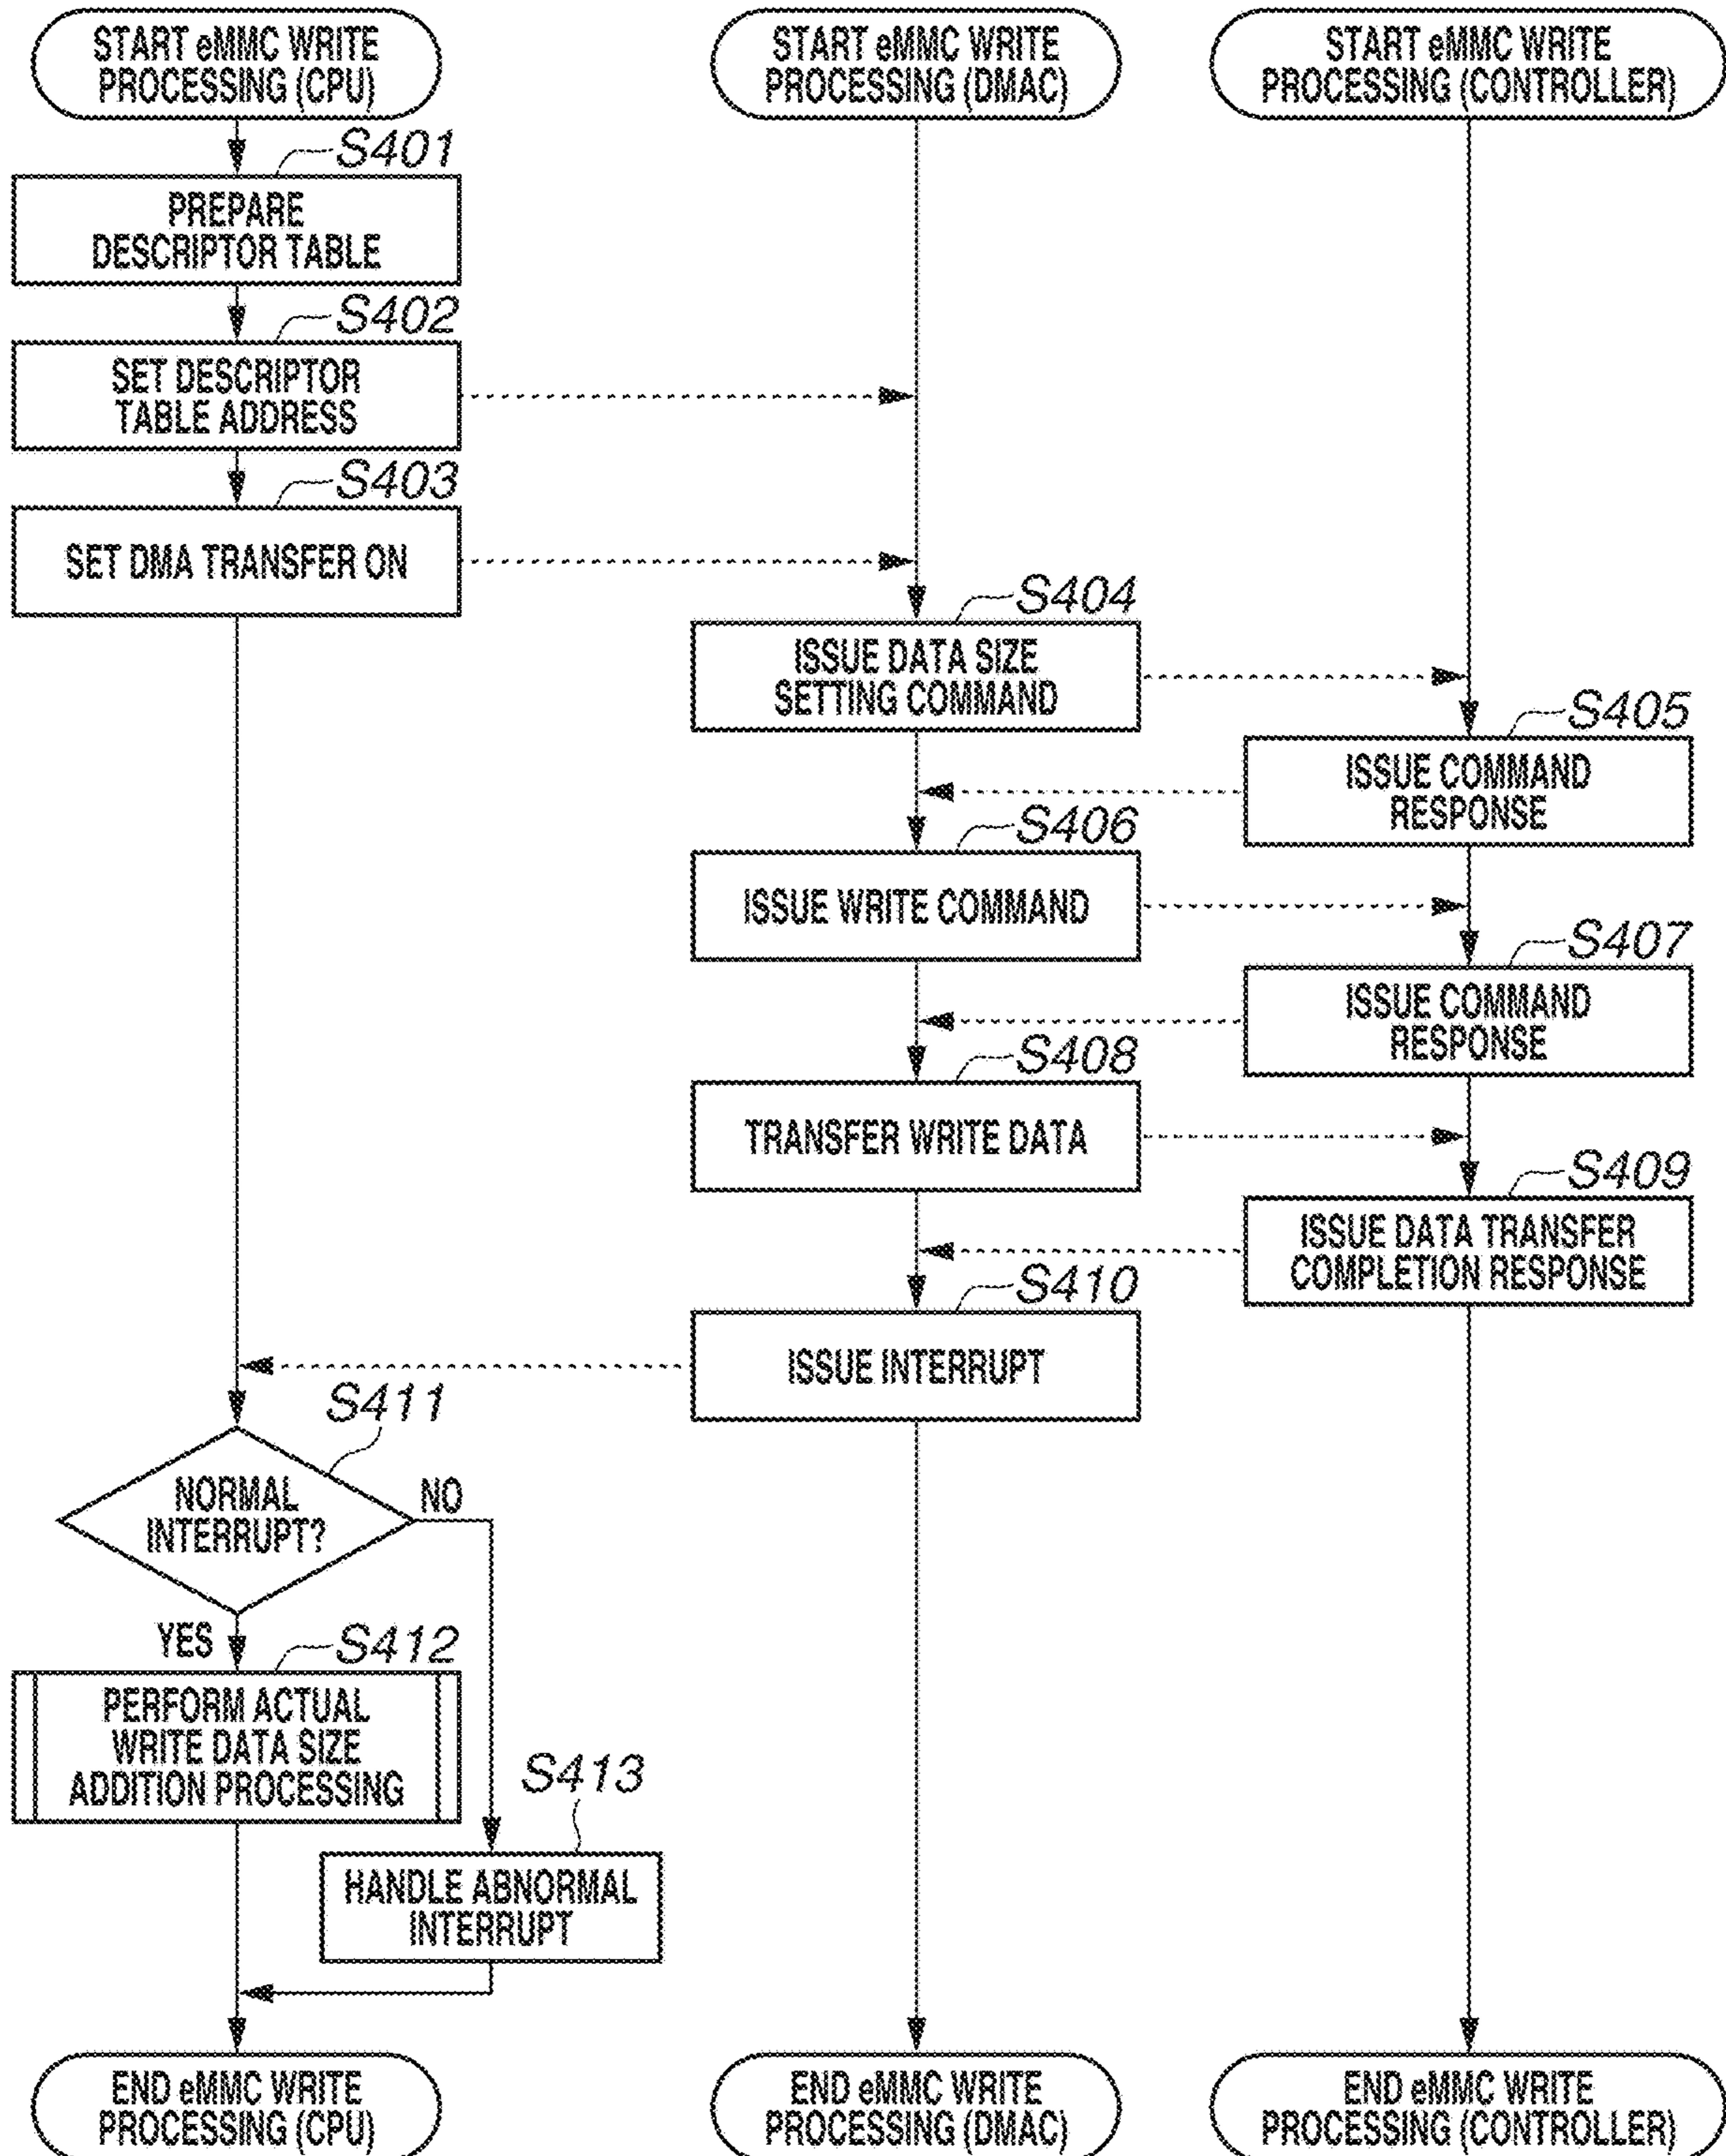 START eMMC WRITE
PROCESSING (CPU)
START eMMC WRITE
PROCESSING (DMAC)
START eMMC WRITE
PROCESSING (CONTROLLER)
S401
PREPARE
DESCRIPTOR TABLE
S402
SET DESCRIPTOR
TABLE ADDRESS
S403
SET DMA TRANSFER ON
S404
ISSUE DATA SIZE
SETTING COMMAND
S405
ISSUE COMMAND
RESPONSE
S406
ISSUE WRITE COMMAND
S407
ISSUE COMMAND
RESPONSE
S408
TRANSFER WRITE DATA
S409
ISSUE DATA TRANSFER
COMPLETION RESPONSE
S410
ISSUE INTERRUPT
S411
NORMAL
INTERRUPT?
NO
YES
S412
PERFORM ACTUAL
WRITE DATA SIZE
ADDITION PROCESSING
S413
HANDLE ABNORMAL
INTERRUPT
END eMMC WRITE
PROCESSING (CPU)
END eMMC WRITE
PROCESSING (DMAC)
END eMMC WRITE
PROCESSING (CONTROLLER)